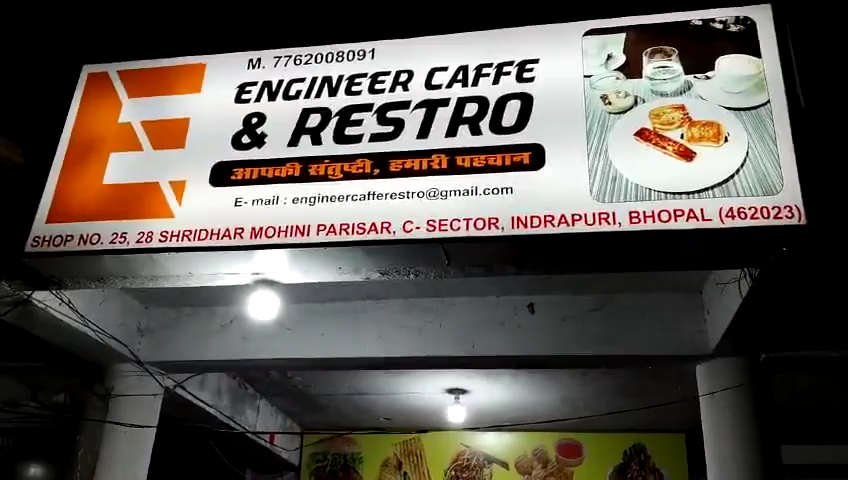 M. 7762008091
ENGINEER CAFFE
& RESTRO
आपकी संतुष्टी, हमारी पहचान
E- mail : engineercafferestro@gmail.com
SHOP NO. 25, 28 SHRIDHAR MOHINI PARISAR, C- SECTOR, INDRAPURI, BHOPAL (462023)